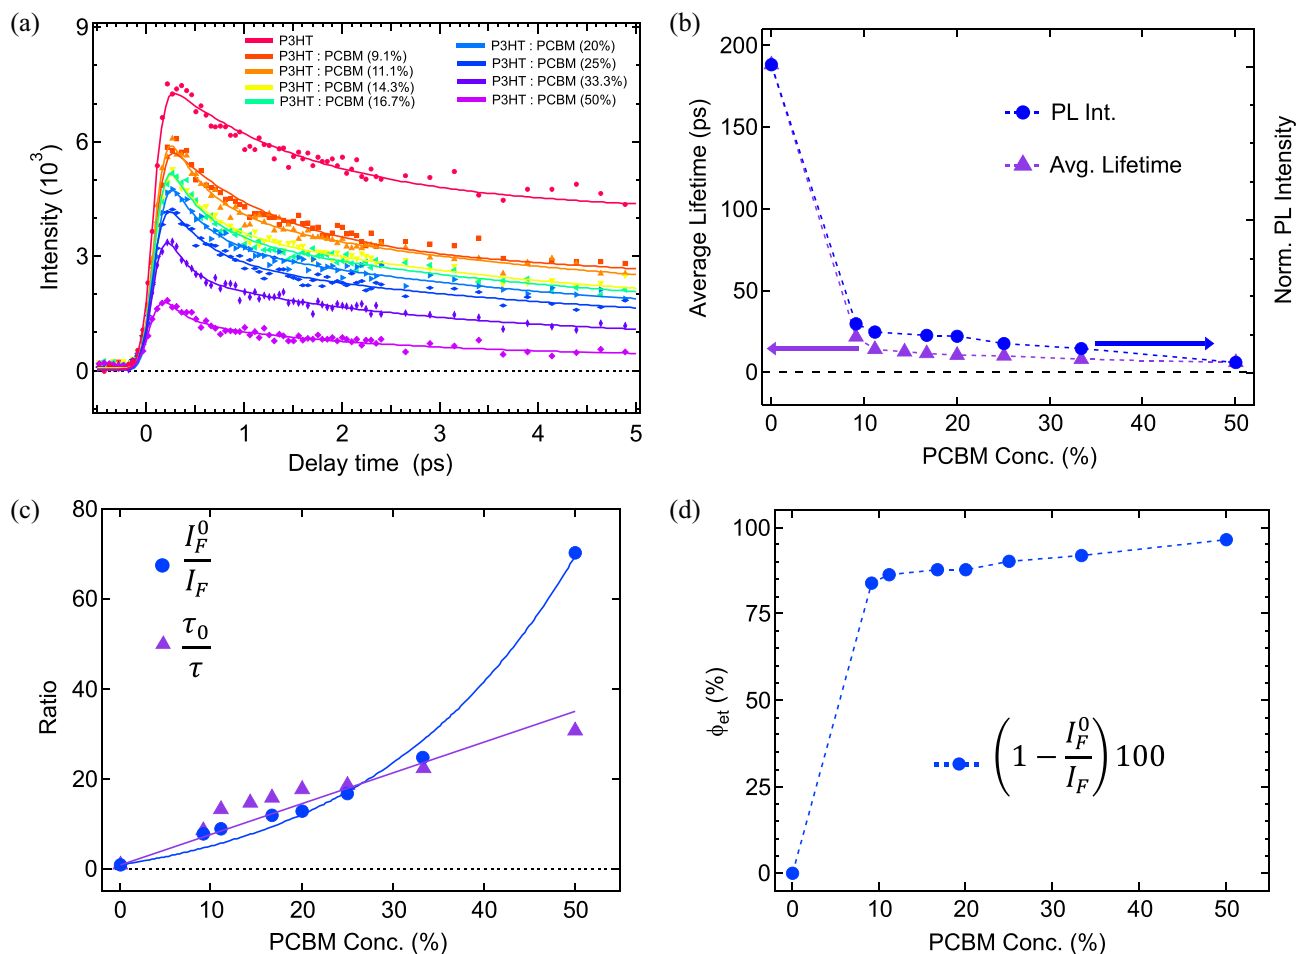 (a)
9
6
3
0
Intensity (10³)
P3HT
P3HT : PCBM (9.1%)
P3HT : PCBM (11.1%)
P3HT : PCBM (14.3%)
P3HT : PCBM (16.7%)
P3HT : PCBM (20%)
P3HT : PCBM (25%)
P3HT : PCBM (33.3%)
P3HT : PCBM (50%)
0 1 2 3 4 5
Delay time (ps)
(b)
200
150
100
50
0
Average Lifetime (ps)
PL Int.
Avg. Lifetime
Norm. PL Intensity
0 10 20 30 40 50
PCBM Conc. (%)
(c)
80
60
40
20
0
Ratio
I_F^0 / I_F
τ_0 / τ
0 10 20 30 40 50
PCBM Conc. (%)
(d)
100
75
50
25
0
ϕ_et (%)
(1 − I_F^0 / I_F) 100
0 10 20 30 40 50
PCBM Conc. (%)